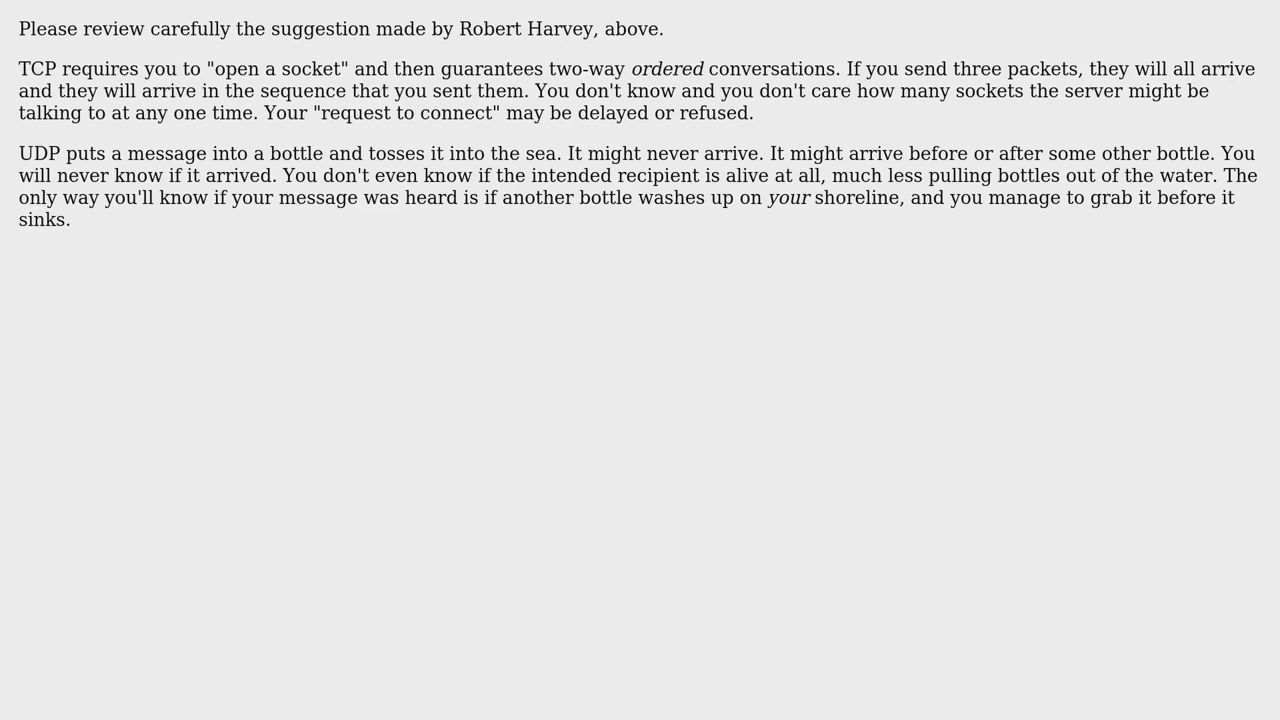 Please review carefully the suggestion made by Robert Harvey, above.
TCP requires you to "open a socket" and then guarantees two-way ordered conversations. If you send three packets, they will all arrive
and they will arrive in the sequence that you sent them. You don't know and you don't care how many sockets the server might be
talking to at any one time. Your "request to connect" may be delayed or refused.
UDP puts a message into a bottle and tosses it into the sea. It might never arrive. It might arrive before or after some other bottle. You
will never know if it arrived. You don't even know if the intended recipient is alive at all, much less pulling bottles out of the water. The
only way you'll know if your message was heard is if another bottle washes up on your shoreline, and you manage to grab it before it
sinks.